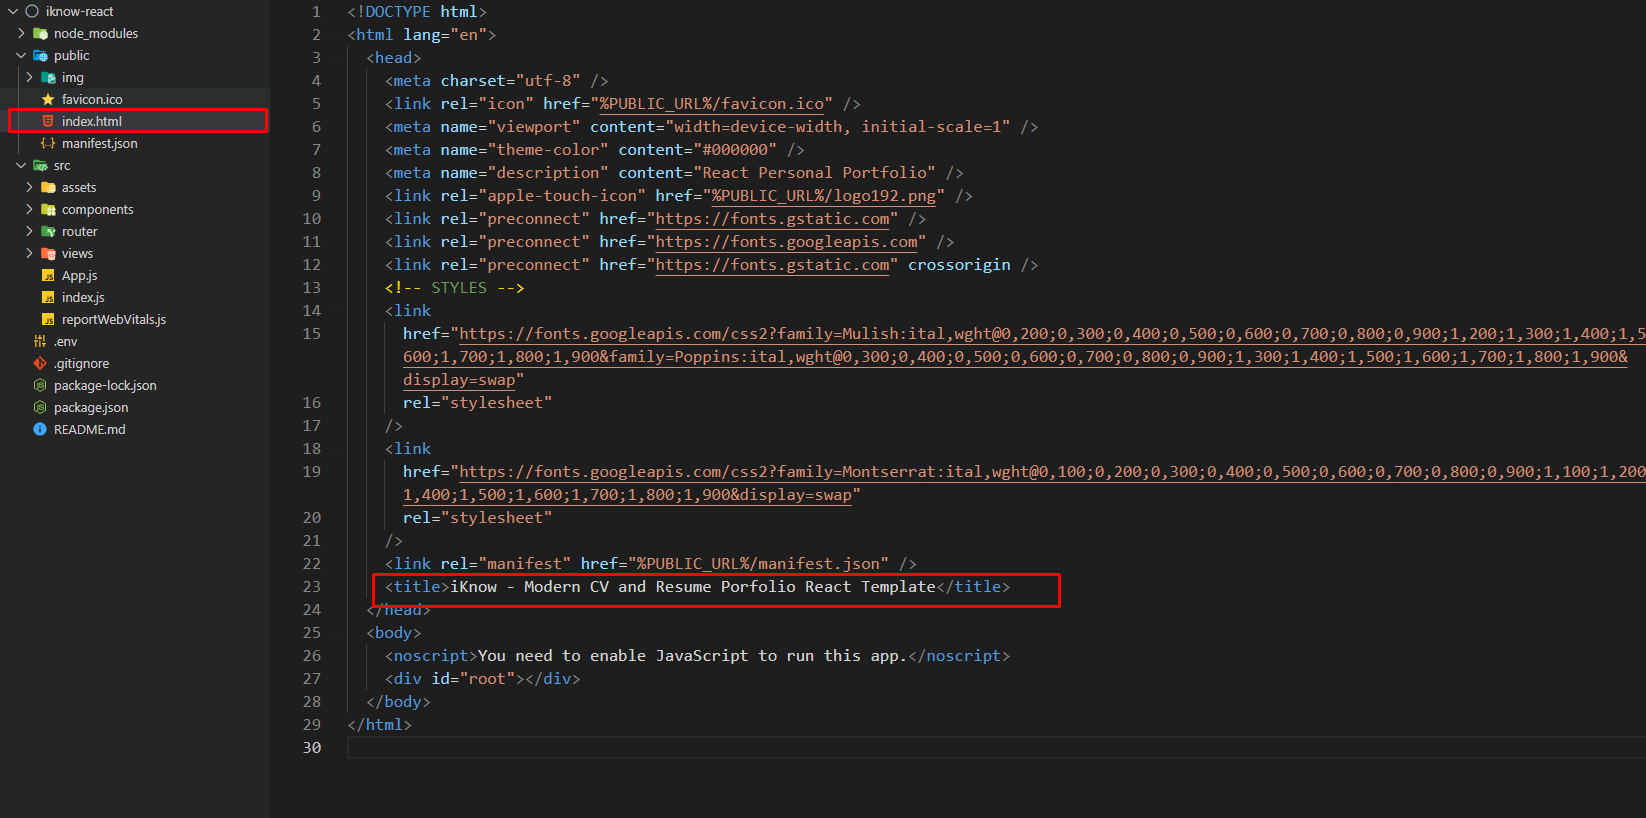 iknow-react
node_modules
public
img
favicon.ico
index.html
manifest.json
src
assets
components
router
views
App.js
index.js
reportWebVitals.js
.env
.gitignore
package-lock.json
package.json
README.md
1 <!DOCTYPE html>
2 <html lang="en">
3 <head>
4 <meta charset="utf-8" />
5 <link rel="icon" href="%PUBLIC_URL%/favicon.ico" />
6 <meta name="viewport" content="width=device-width, initial-scale=1" />
7 <meta name="theme-color" content="#000000" />
8 <meta name="description" content="React Personal Portfolio" />
9 <link rel="apple-touch-icon" href="%PUBLIC_URL%/logo192.png" />
10 <link rel="preconnect" href="https://fonts.gstatic.com" />
11 <link rel="preconnect" href="https://fonts.googleapis.com" />
12 <link rel="preconnect" href="https://fonts.gstatic.com" crossorigin />
13 <!-- STYLES -->
14 <link
15 href="https://fonts.googleapis.com/css2?family=Mulish:ital,wght@0,200;0,300;0,400;0,500;0,600;0,700;0,800;0,900;1,200;1,300;1,400;1,5
600;1,700;1,800;1,900&family=Poppins:ital,wght@0,300;0,400;0,500;0,600;0,700;0,800;0,900;1,300;1,400;1,500;1,600;1,700;1,800;1,900&
display=swap"
16 rel="stylesheet"
17 />
18 <link
19 href="https://fonts.googleapis.com/css2?family=Montserrat:ital,wght@0,100;0,200;0,300;0,400;0,500;0,600;0,700;0,800;0,900;1,100;1,200
1,400;1,500;1,600;1,700;1,800;1,900&display=swap"
20 rel="stylesheet"
21 />
22 <link rel="manifest" href="%PUBLIC_URL%/manifest.json" />
23 <title>iKnow - Modern CV and Resume Porfolio React Template</title>
24 </head>
25 <body>
26 <noscript>You need to enable JavaScript to run this app.</noscript>
27 <div id="root"></div>
28 </body>
29 </html>
30